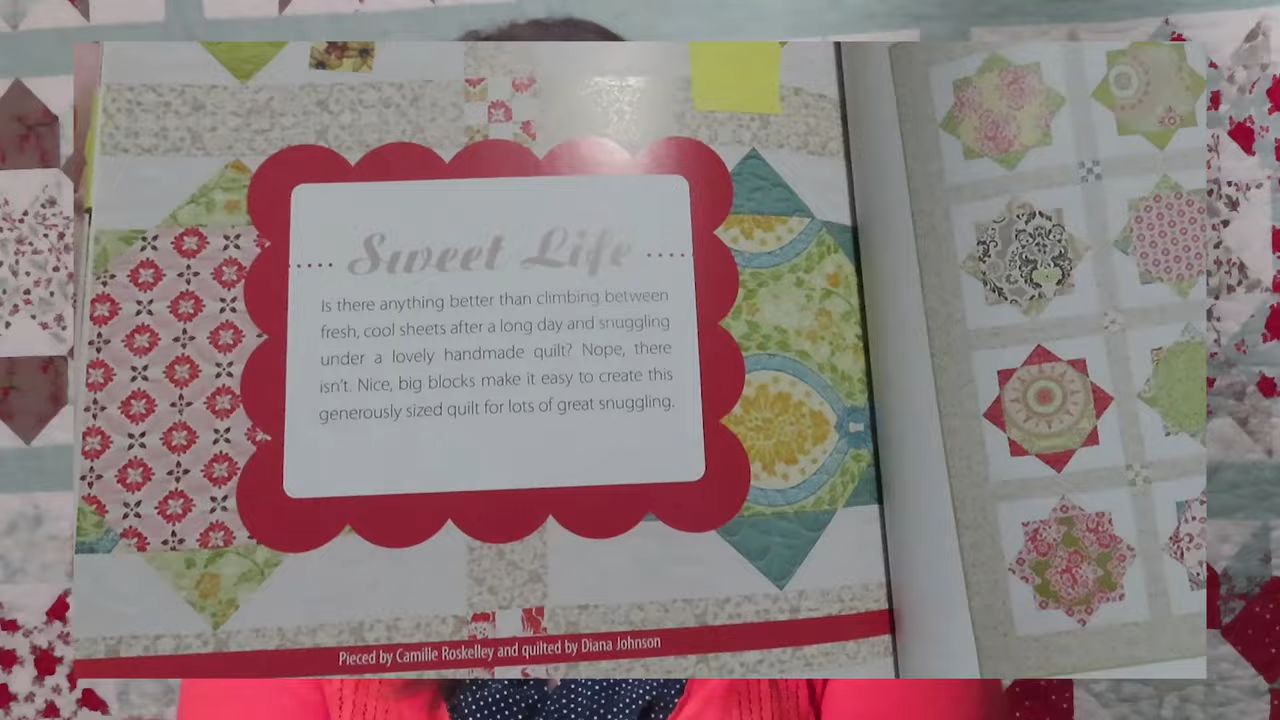 Sweet Life
Is there anything better than climbing between
fresh, cool sheets after a long day and snuggling
under a lovely handmade quilt? Nope, there
isn't. Nice, big blocks make it easy to create this
generously sized quilt for lots of great snuggling.
Pieced by Camille Roskelley and quilted by Diana Johnson